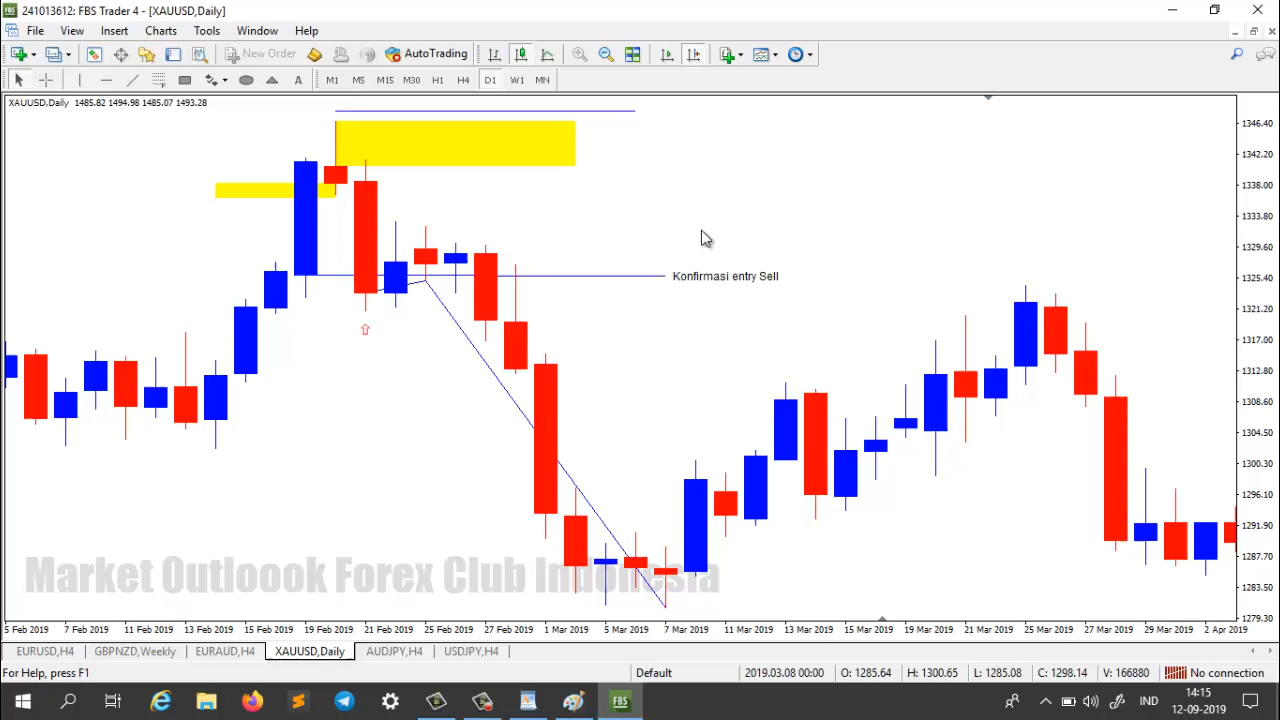 241013612: FBS Trader 4 - [XAUUSD,Daily]
File View Insert Charts Tools Window Help
New Order AutoTrading
A M1 M5 M15 M30 H1 H4 D1 W1 MN
XAUUSD,Daily 1485.82 1494.98 1485.07 1493.28
1346.40
1342.20
1338.00
1333.80
1329.60
Konfirmasi entry Sell
1325.40
1321.20
1317.00
1312.80
1308.60
1304.50
1300.30
1296.10
1291.90
1287.70
1283.50
1279.30
Market Outloook Forex Club Indonesia
5 Feb 2019 7 Feb 2019 11 Feb 2019 13 Feb 2019 15 Feb 2019 19 Feb 2019 21 Feb 2019 25 Feb 2019 27 Feb 2019 1 Mar 2019 5 Mar 2019 7 Mar 2019 11 Mar 2019 13 Mar 2019 15 Mar 2019 19 Mar 2019 21 Mar 2019 25 Mar 2019 27 Mar 2019 29 Mar 2019 2 Apr 2019
EURUSD,H4 GBPNZD,Weekly EURAUD,H4 XAUUSD,Daily AUDJPY,H4 USDJPY,H4
For Help, press F1 Default 2019.03.08 00:00 O: 1285.64 H: 1300.65 L: 1285.08 C: 1298.14 V: 166880 No connection
FBS IND 14:15
12-09-2019